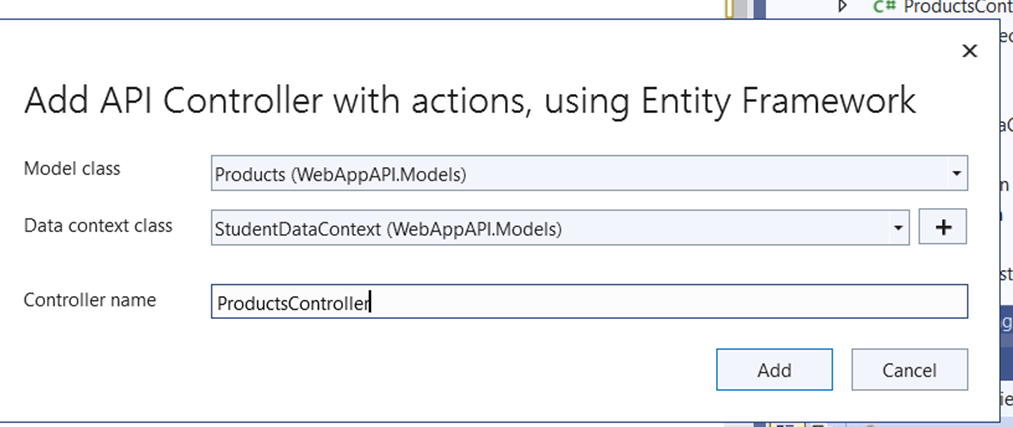 C# ProductsCont
Add API Controller with actions, using Entity Framework
Model class
Products (WebAppAPI.Models)
Data context class
StudentDataContext (WebAppAPI.Models)
+
Controller name
ProductsController
Add
Cancel